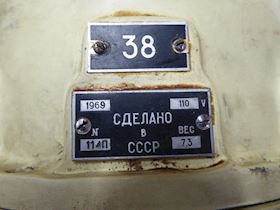 38
1969 110 V
СДЕЛАНО
N В ВЕС
114П СССР 7,3